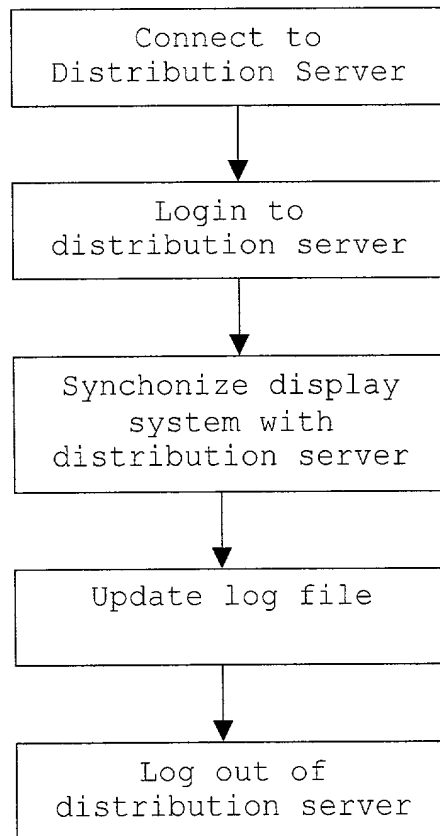 Connect to
Distribution Server
Login to
distribution server
Synchonize display
system with
distribution server
Update log file
Log out of
distribution server